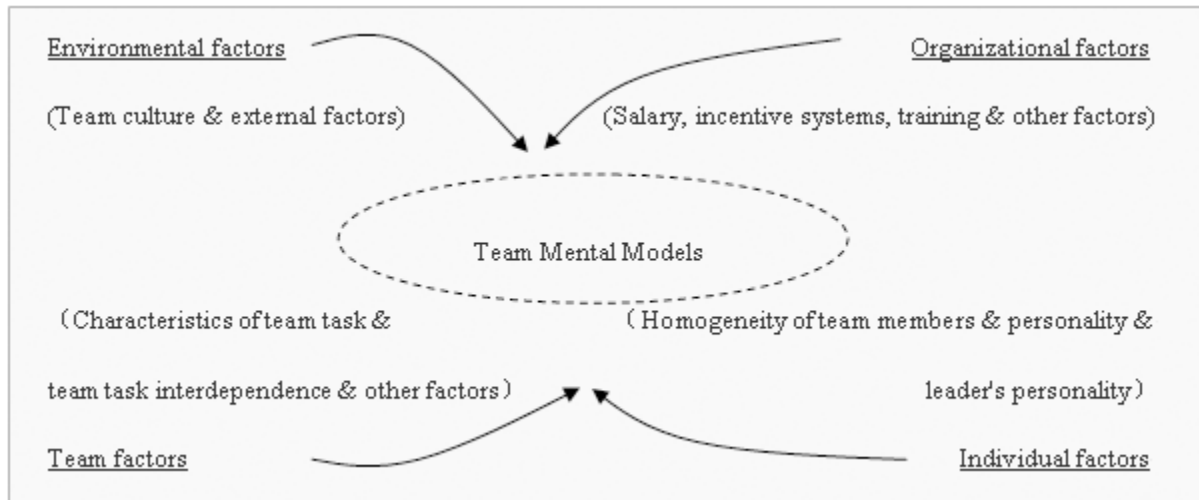 Environmental factors
Organizational factors
(Team culture & external factors)
(Salary, incentive systems, training & other factors)
Team Mental Models
（Characteristics of team task &
team task interdependence & other factors）
（Homogeneity of team members & personality &
leader's personality）
Team factors
Individual factors